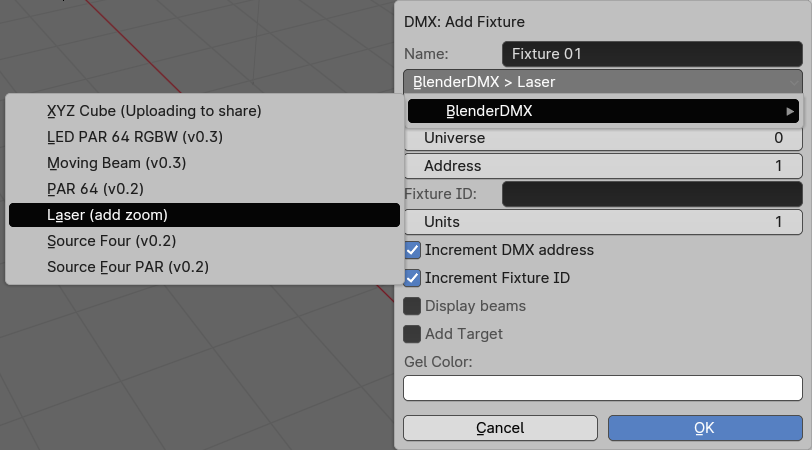 DMX: Add Fixture
Name: Fixture 01
BlenderDMX > Laser
BlenderDMX
XYZ Cube (Uploading to share)
LED PAR 64 RGBW (v0.3)
Moving Beam (v0.3)
PAR 64 (v0.2)
Laser (add zoom)
Source Four (v0.2)
Source Four PAR (v0.2)
Universe 0
Address 1
Fixture ID:
Units 1
Increment DMX address
Increment Fixture ID
Display beams
Add Target
Gel Color:
Cancel OK